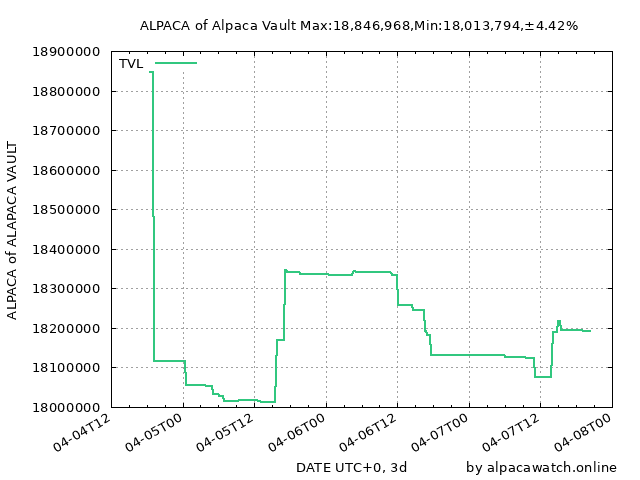 ALPACA of Alpaca Vault Max:18,846,968,Min:18,013,794,±4.42%
TVL
ALPACA of ALAPACA VAULT
18900000
18800000
18700000
18600000
18500000
18400000
18300000
18200000
18100000
18000000
04-04T12
04-05T00
04-05T12
04-06T00
04-06T12
04-07T00
04-07T12
04-08T00
DATE UTC+0, 3d
by alpacawatch.online